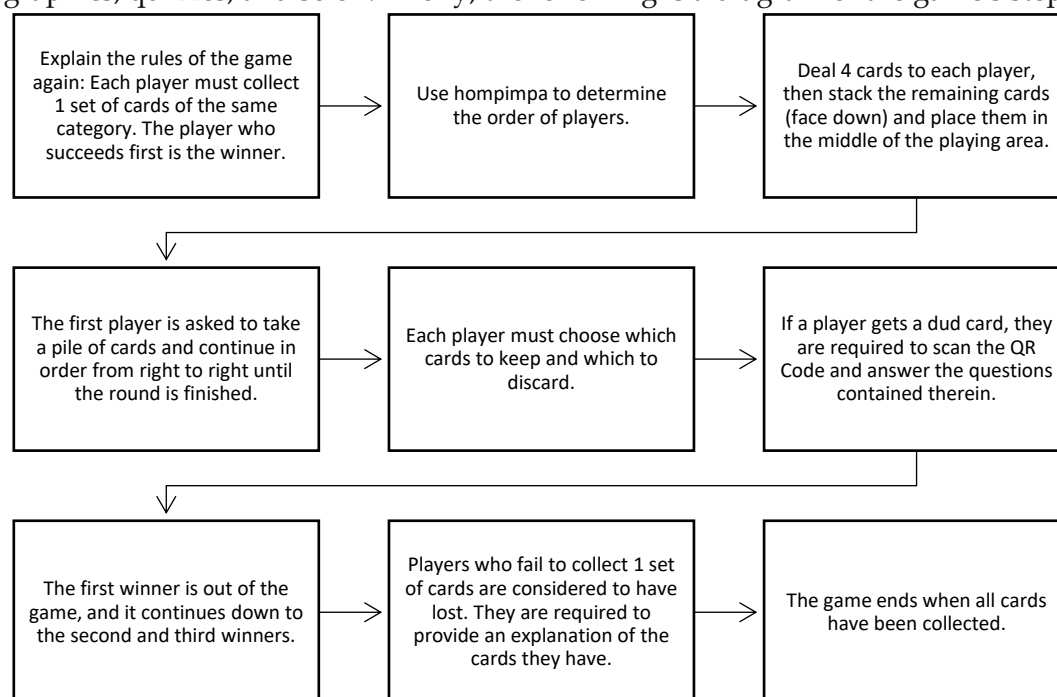 Explain the rules of the game
again: Each player must collect
1 set of cards of the same
category. The player who
succeeds first is the winner.
Use hompimpa to determine
the order of players.
Deal 4 cards to each player,
then stack the remaining cards
(face down) and place them in
the middle of the playing area.
The first player is asked to take
a pile of cards and continue in
order from right to right until
the round is finished.
Each player must choose which
cards to keep and which to
discard.
If a player gets a dud card, they
are required to scan the QR
Code and answer the questions
contained therein.
The first winner is out of the
game, and it continues down to
the second and third winners.
Players who fail to collect 1 set
of cards are considered to have
lost. They are required to
provide an explanation of the
cards they have.
The game ends when all cards
have been collected.